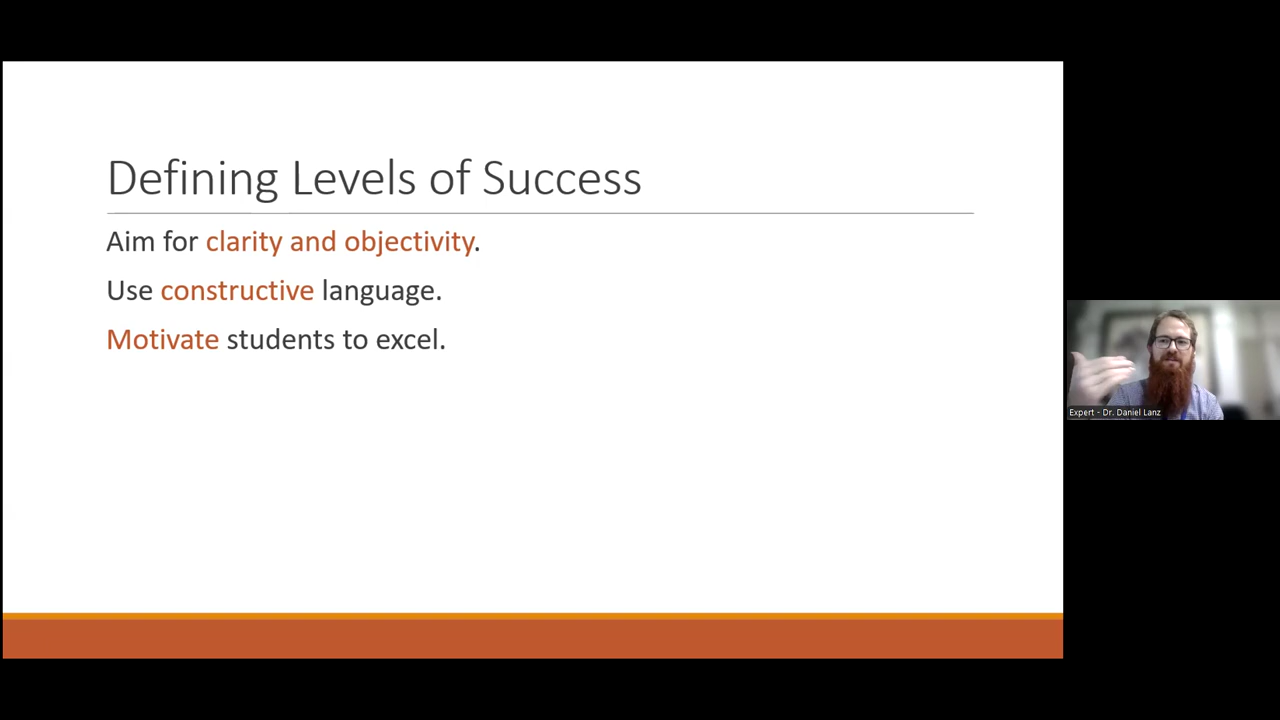 Defining Levels of Success
Aim for clarity and objectivity.
Use constructive language.
Motivate students to excel.
Expert - Dr. Daniel Lanz